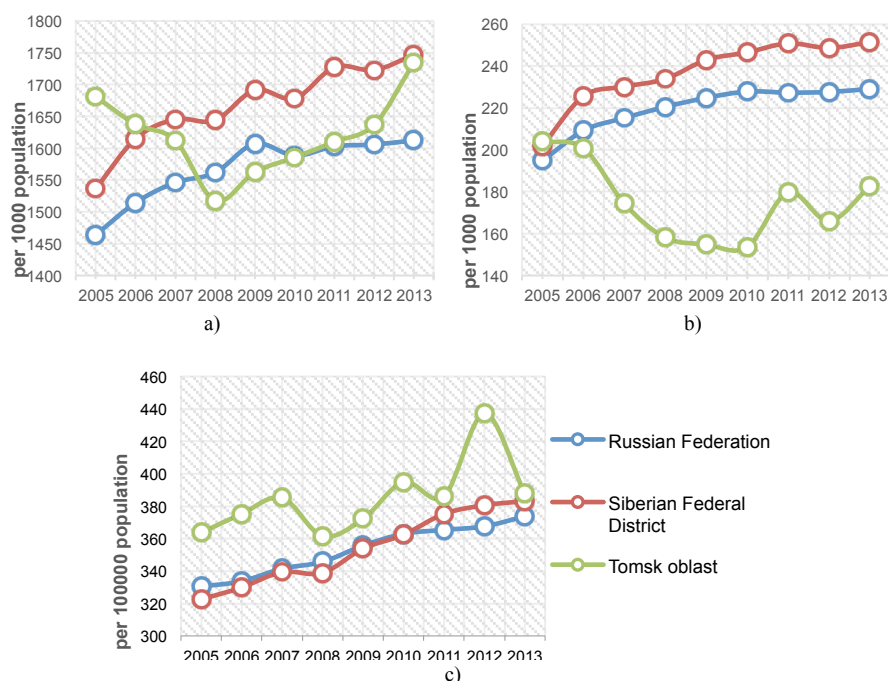 per 1000 population
1800
1750
1700
1650
1600
1550
1500
1450
1400
2005 2006 2007 2008 2009 2010 2011 2012 2013
a)
per 1000 population
260
240
220
200
180
160
140
2005 2006 2007 2008 2009 2010 2011 2012 2013
b)
per 100000 population
460
440
420
400
380
360
340
320
300
2005 2006 2007 2008 2009 2010 2011 2012 2013
c)
Russian Federation
Siberian Federal
District
Tomsk oblast